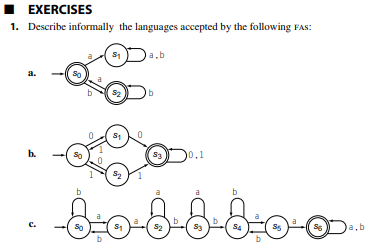 EXERCISES
1. Describe informally the languages accepted by the following FAs:
a.
a s₁ a,b
s₀ a
b s₂ b
b.
0 s₁ 0
s₀ 1 0 s₃ 0,1
1 s₂ 1
c.
b a a b
s₀ a b s₁ a s₂ b s₃ b s₄ a b s₅ a s₆ a,b